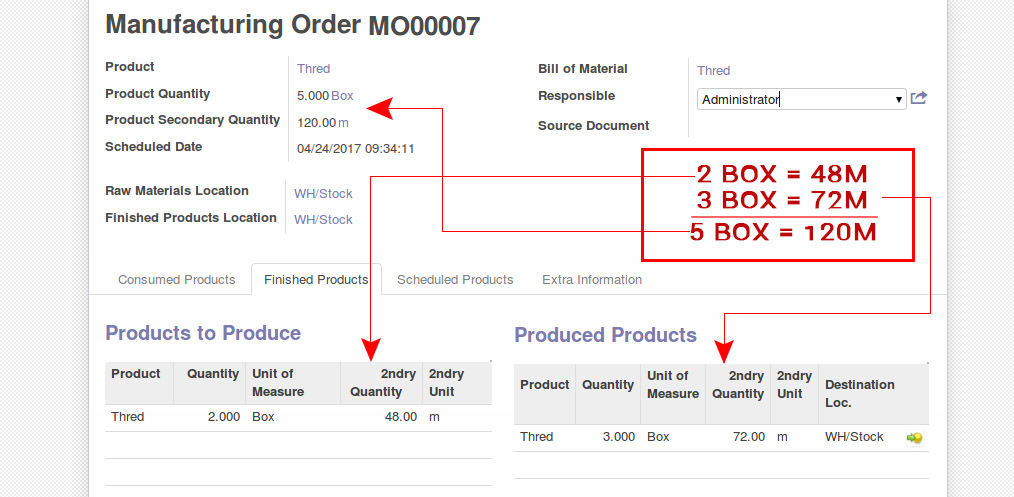 Manufacturing Order MO00007
Product Thred
Product Quantity 5.000 Box
Product Secondary Quantity 120.00 m
Scheduled Date 04/24/2017 09:34:11
Raw Materials Location WH/Stock
Finished Products Location WH/Stock
Bill of Material Thred
Responsible Administrator
Source Document
2 BOX = 48M
3 BOX = 72M
5 BOX = 120M
Consumed Products Finished Products Scheduled Products Extra Information
Products to Produce
Product Quantity Unit of Measure 2ndry Quantity 2ndry Unit
Thred 2.000 Box 48.00 m
Produced Products
Product Quantity Unit of Measure 2ndry Quantity 2ndry Unit Destination Loc.
Thred 3.000 Box 72.00 m WH/Stock